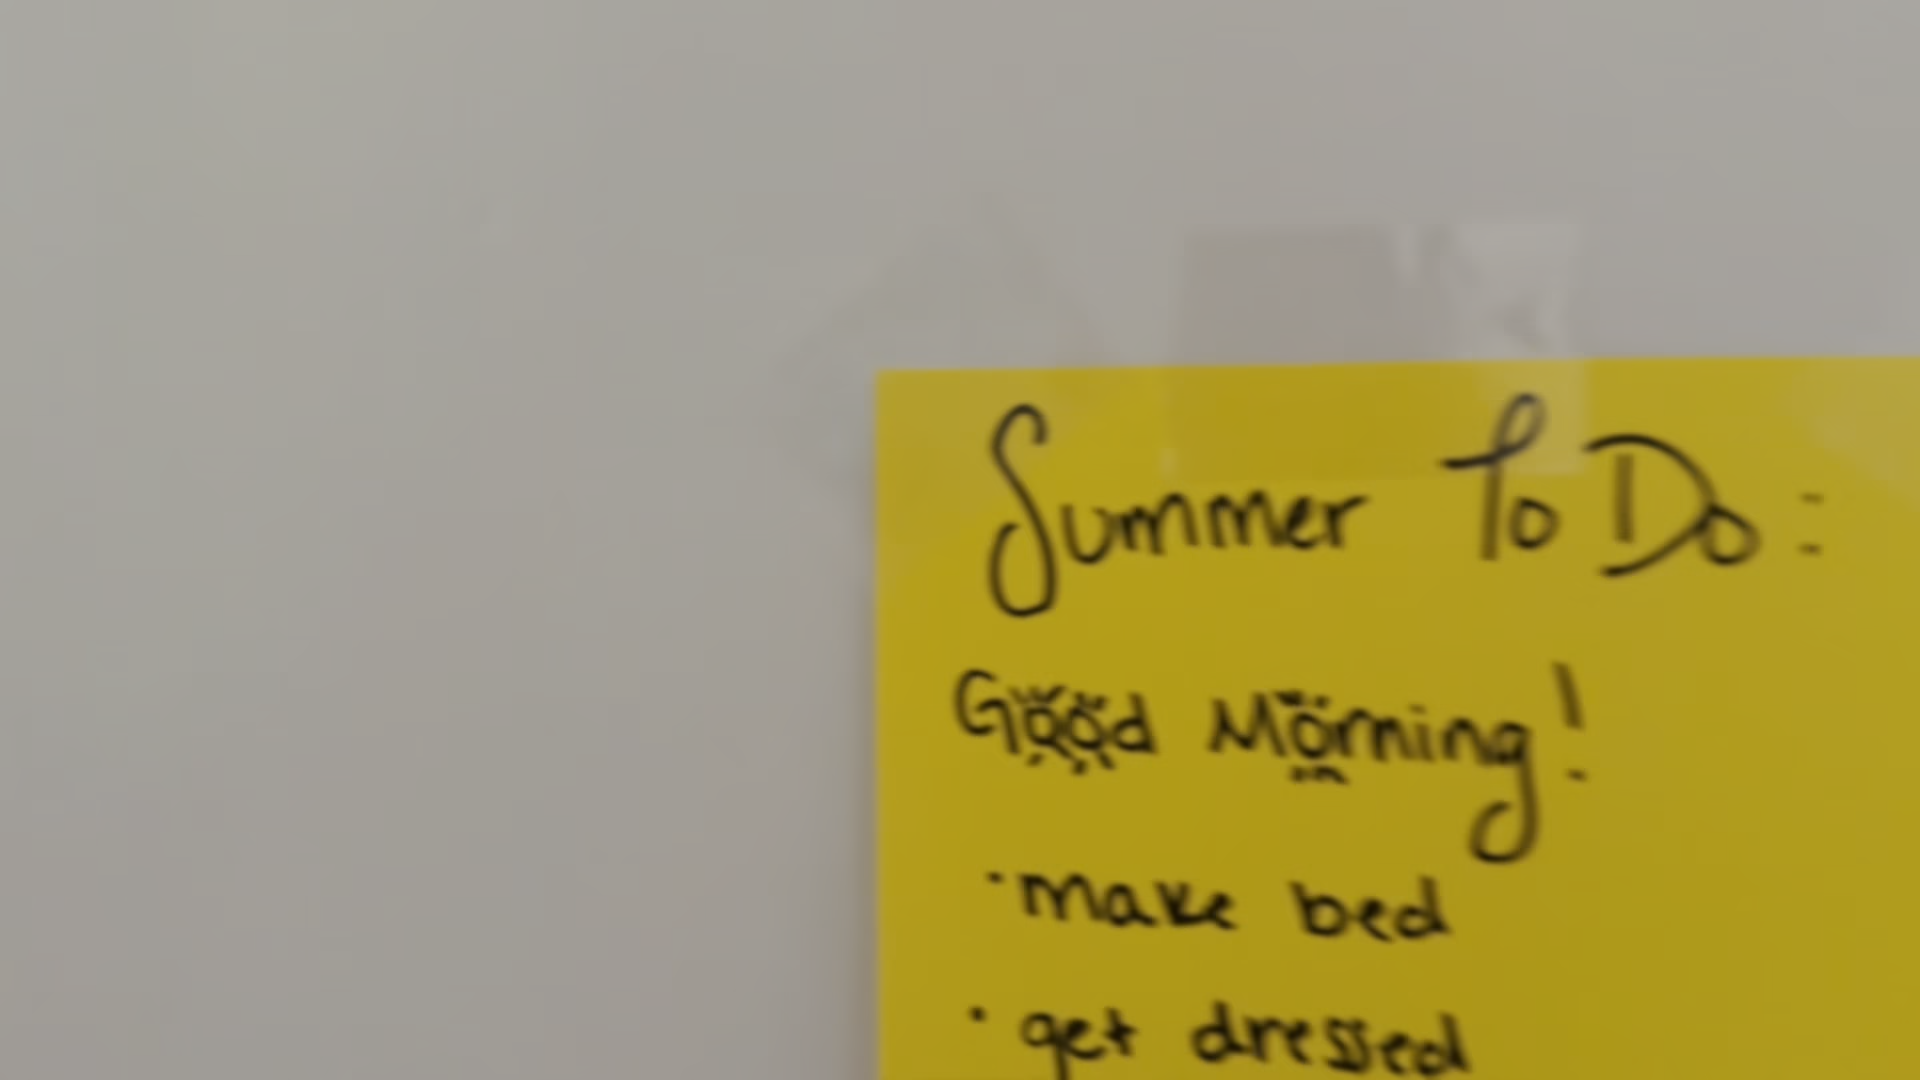 Summer To Do:
Good Morning!
· make bed
· get dressed